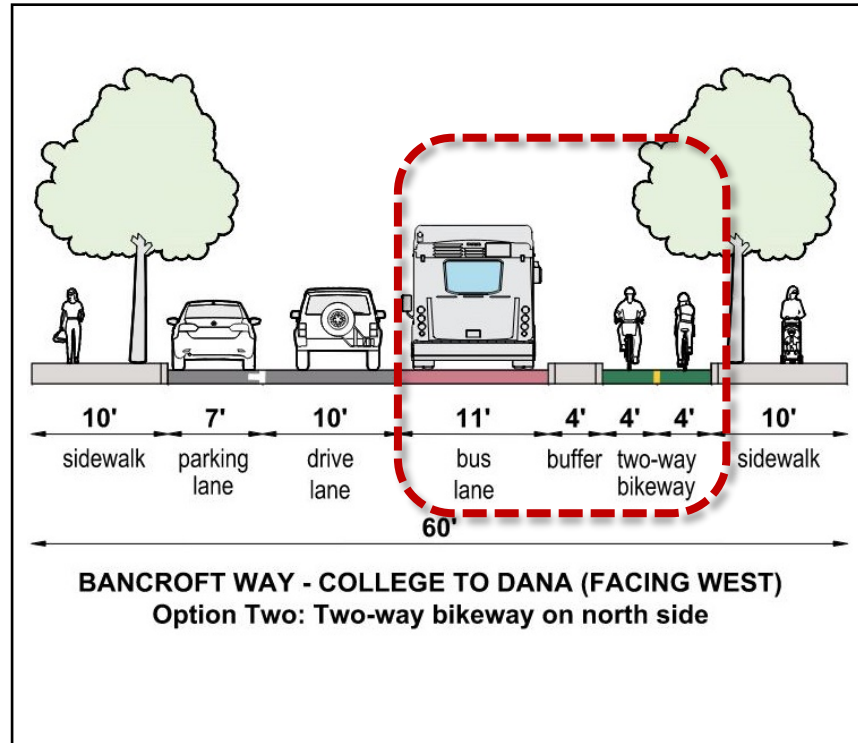 10' 7' 10' 11' 4' 4' 4' 10'
sidewalk parking lane drive lane bus lane buffer two-way bikeway sidewalk
60'
BANCROFT WAY - COLLEGE TO DANA (FACING WEST)
Option Two: Two-way bikeway on north side